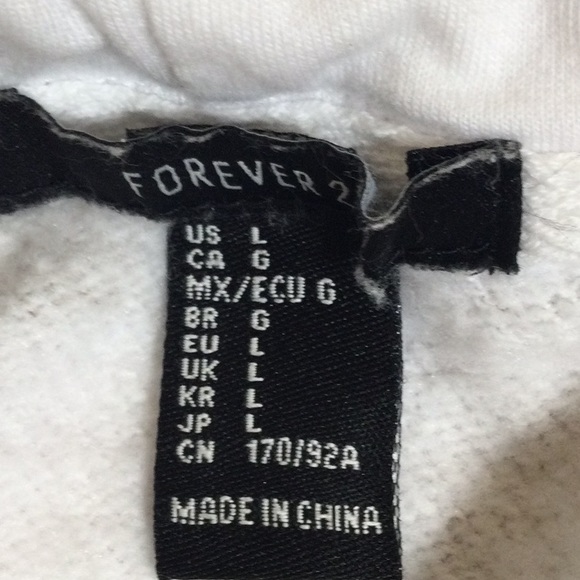 FOREVER 2
US L
CA G
MX/ECU G
BR G
EU L
UK L
KR L
JP L
CN 170/92A
MADE IN CHINA